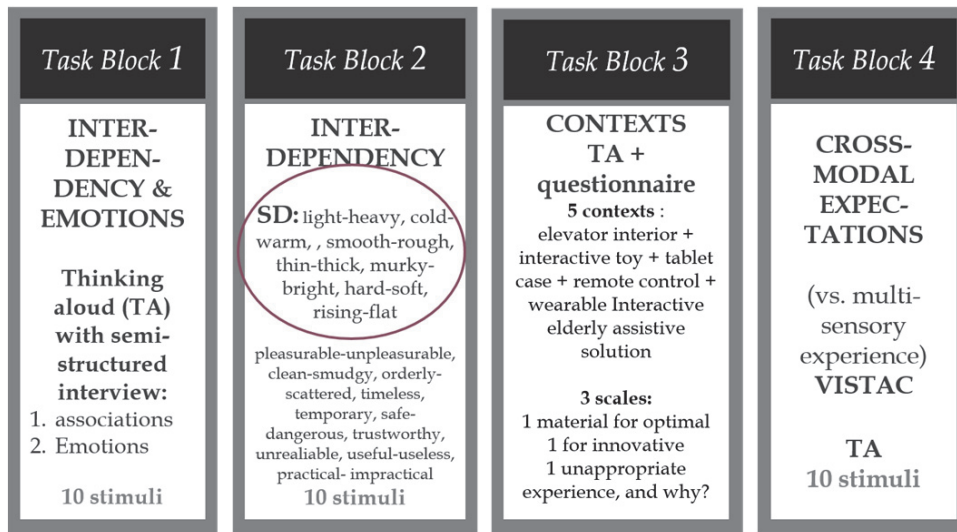 Task Block 1
INTER-
DEPEN-
DENCY &
EMOTIONS
Thinking
aloud (TA)
with semi-
structured
interview:
1. associations
2. Emotions
10 stimuli
Task Block 2
INTER-
DEPENDENCY
SD: light-heavy, cold-
warm, , smooth-rough,
thin-thick, murky-
bright, hard-soft,
rising-flat
pleasurable-unpleasurable,
clean-smudgy, orderly-
scattered, timeless,
temporary, safe-
dangerous, trustworthy,
unrealiable, useful-useless,
practical- impractical
10 stimuli
Task Block 3
CONTEXTS
TA +
questionnaire
5 contexts :
elevator interior +
interactive toy + tablet
case + remote control +
wearable Interactive
elderly assistive
solution
3 scales:
1 material for optimal
1 for innovative
1 unappropriate
experience, and why?
Task Block 4
CROSS-
MODAL
EXPEC-
TATIONS
(vs. multi-
sensory
experience)
VISTAC
TA
10 stimuli